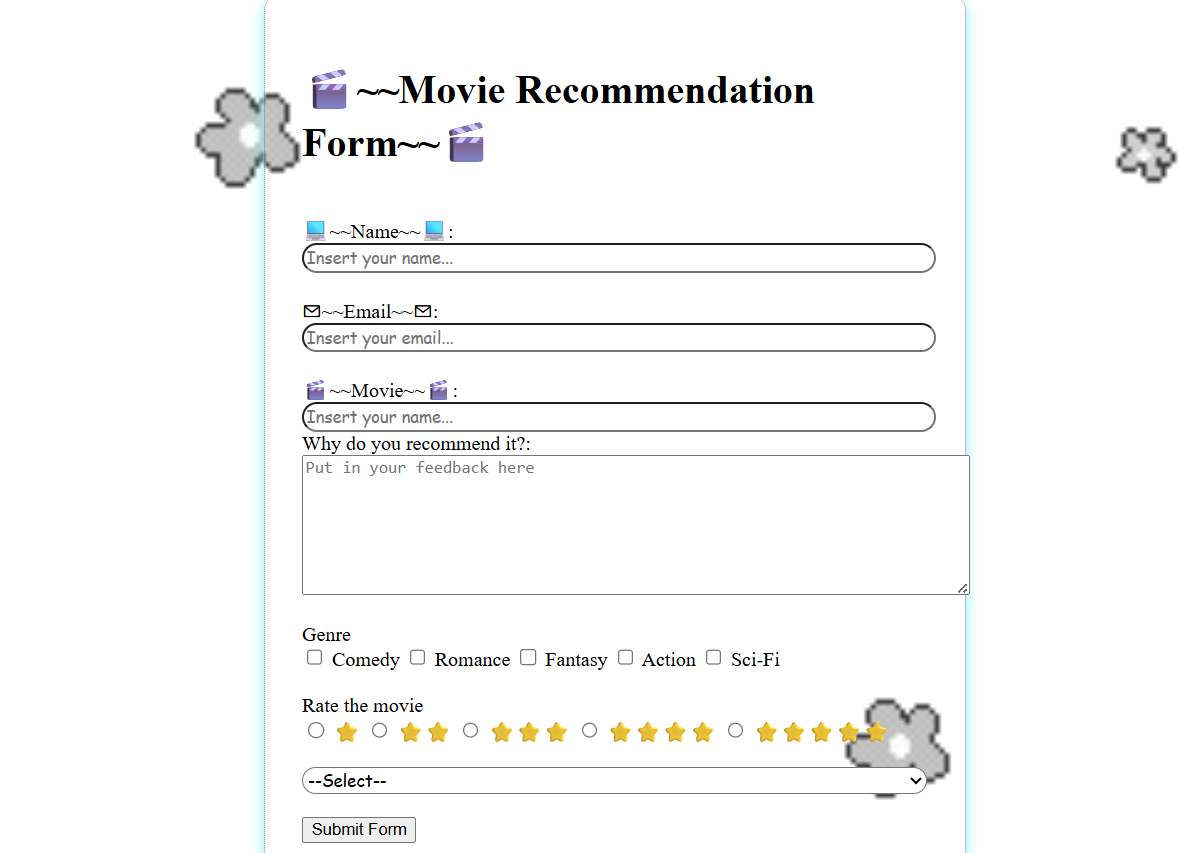 🎬~~Movie Recommendation
Form~~🎬
💻~~Name~~💻:
Insert your name...
✉~~Email~~✉:
Insert your email...
🎬~~Movie~~🎬:
Insert your name...
Why do you recommend it?:
Put in your feedback here
Genre
Comedy Romance Fantasy Action Sci-Fi
Rate the movie
⭐ ⭐⭐ ⭐⭐⭐ ⭐⭐⭐⭐ ⭐⭐⭐⭐⭐
--Select--
Submit Form